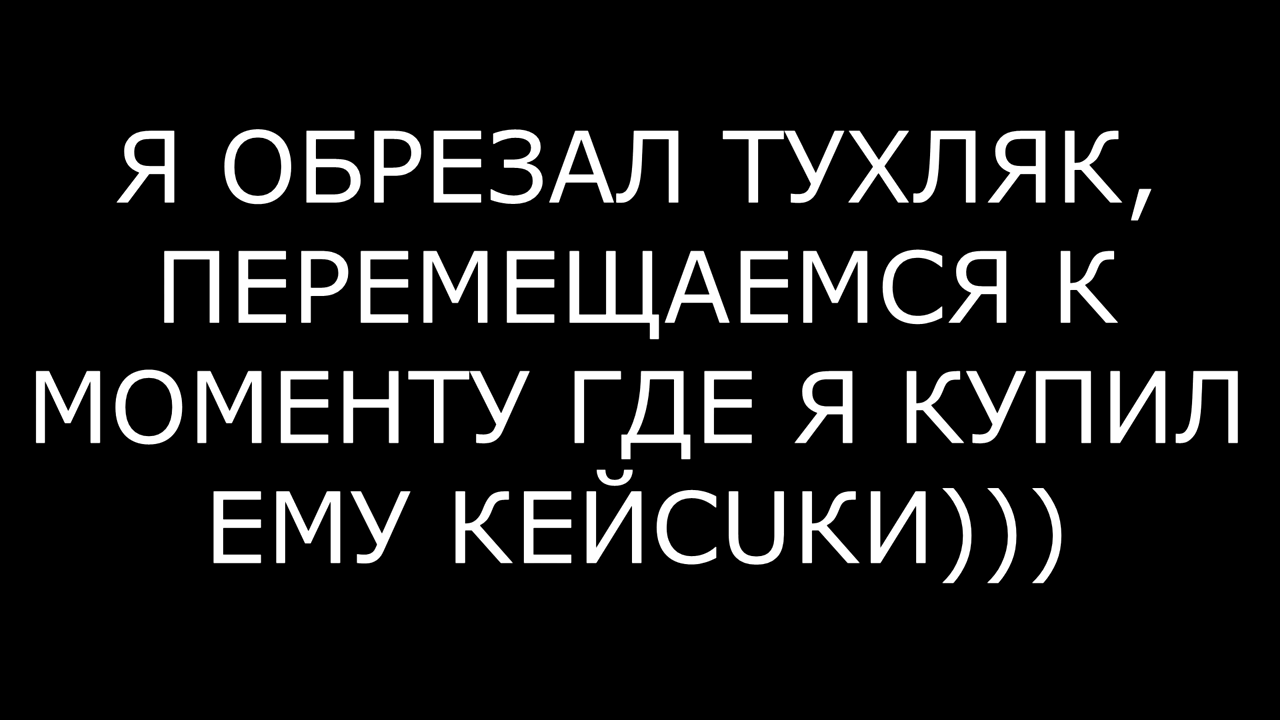 Я ОБРЕЗАЛ ТУХЛЯК,
ПЕРЕМЕЩАЕМСЯ К
МОМЕНТУ ГДЕ Я КУПИЛ
ЕМУ КЕЙСUКИ)))